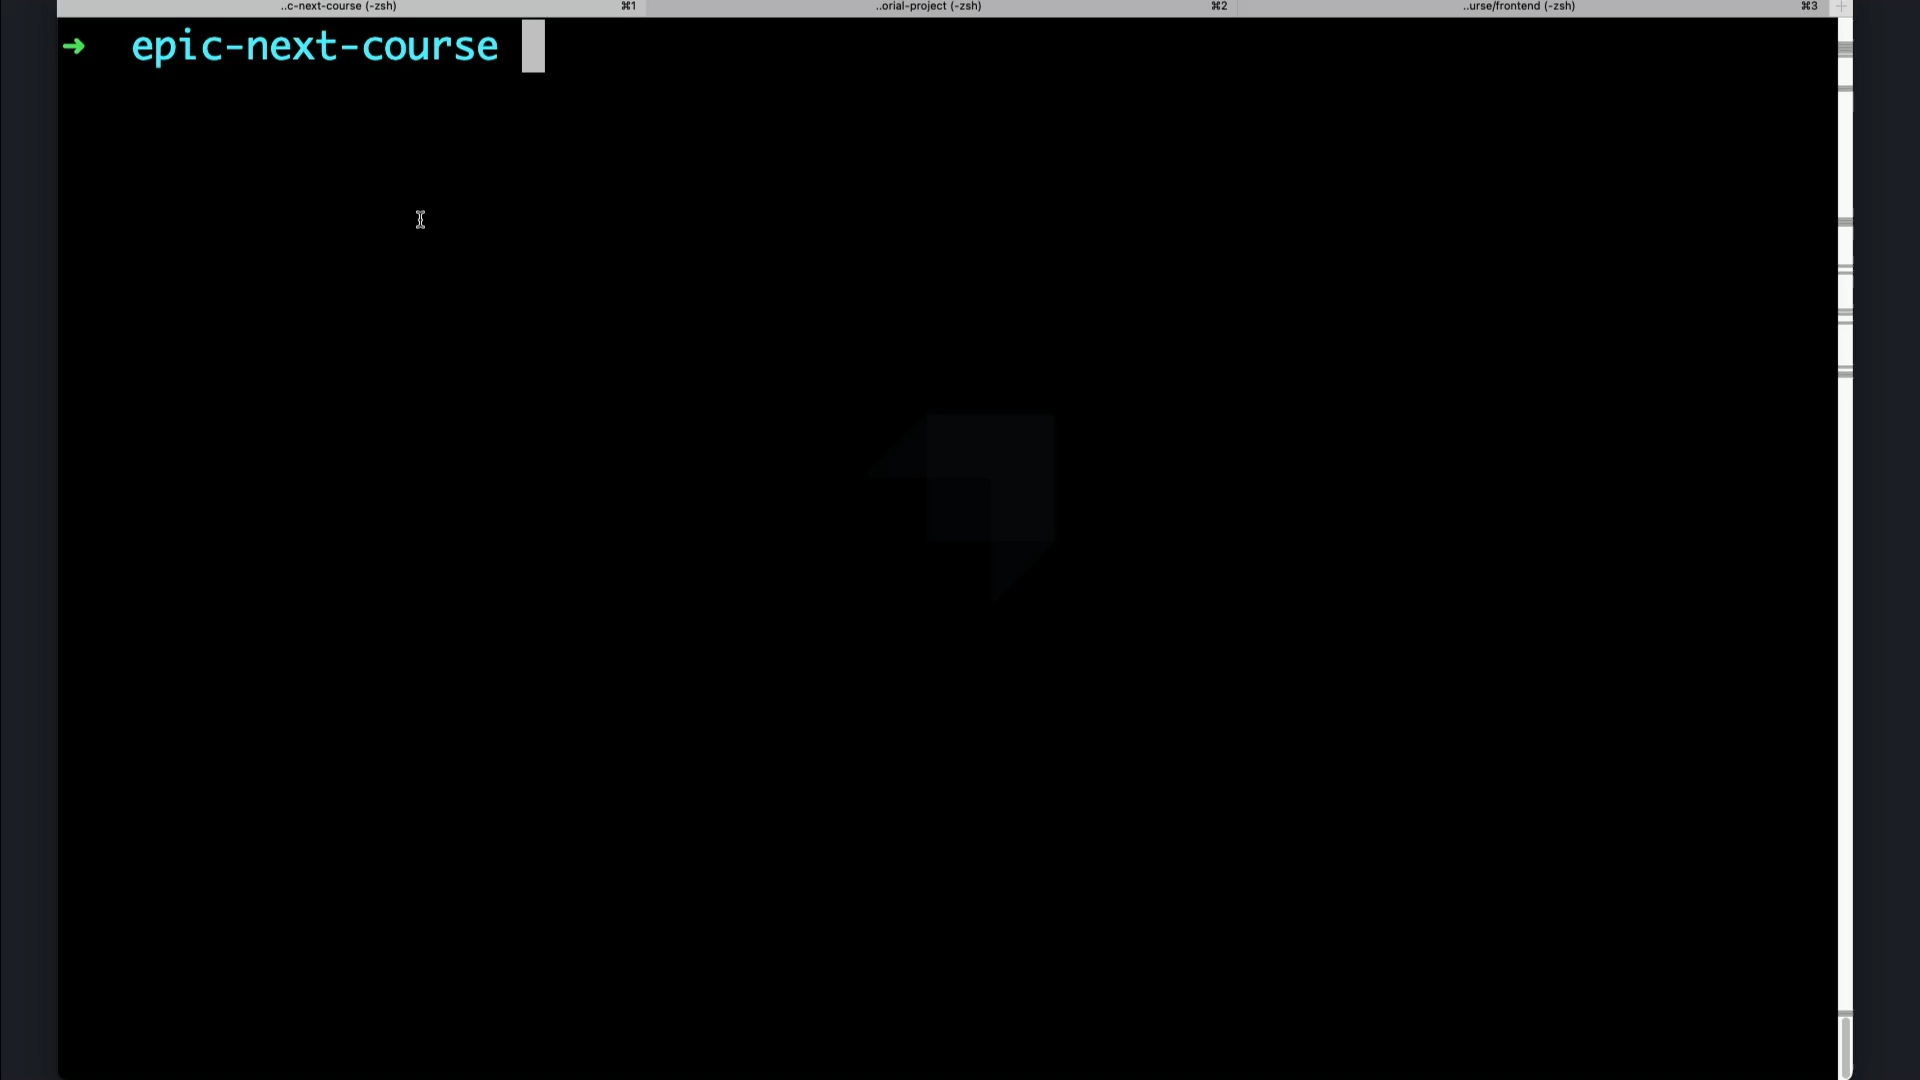 ..c-next-course (-zsh) ⌘1 ..orial-project (-zsh) ⌘2 ..urse/frontend (-zsh) ⌘3 +
➜ epic-next-course